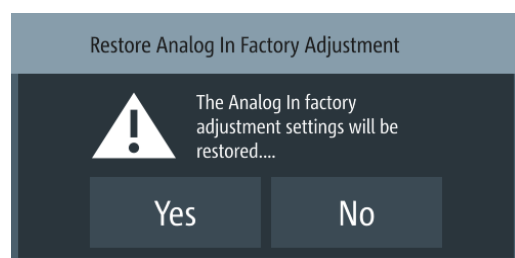 Restore Analog In Factory Adjustment
The Analog In factory
adjustment settings will be
restored....
Yes No